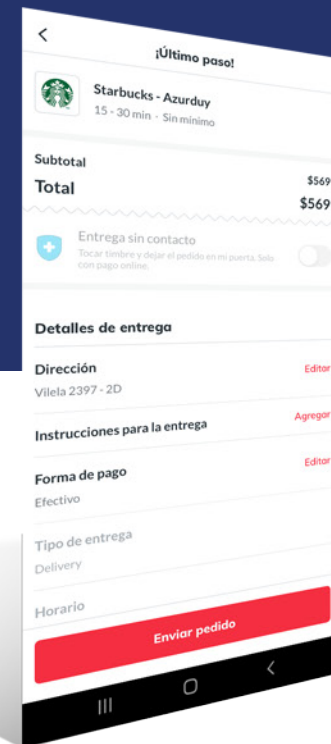 ¡Último paso!
Starbucks - Azurduy
15 - 30 min · Sin mínimo
Subtotal $569
Total $569
Entrega sin contacto
Tocar timbre y dejar el pedido en mi puerta. Solo
con pago online.
Detalles de entrega
Dirección Editar
Vilela 2397 - 2D
Instrucciones para la entrega Agregar
Forma de pago Editar
Efectivo
Tipo de entrega
Delivery
Horario
Enviar pedido